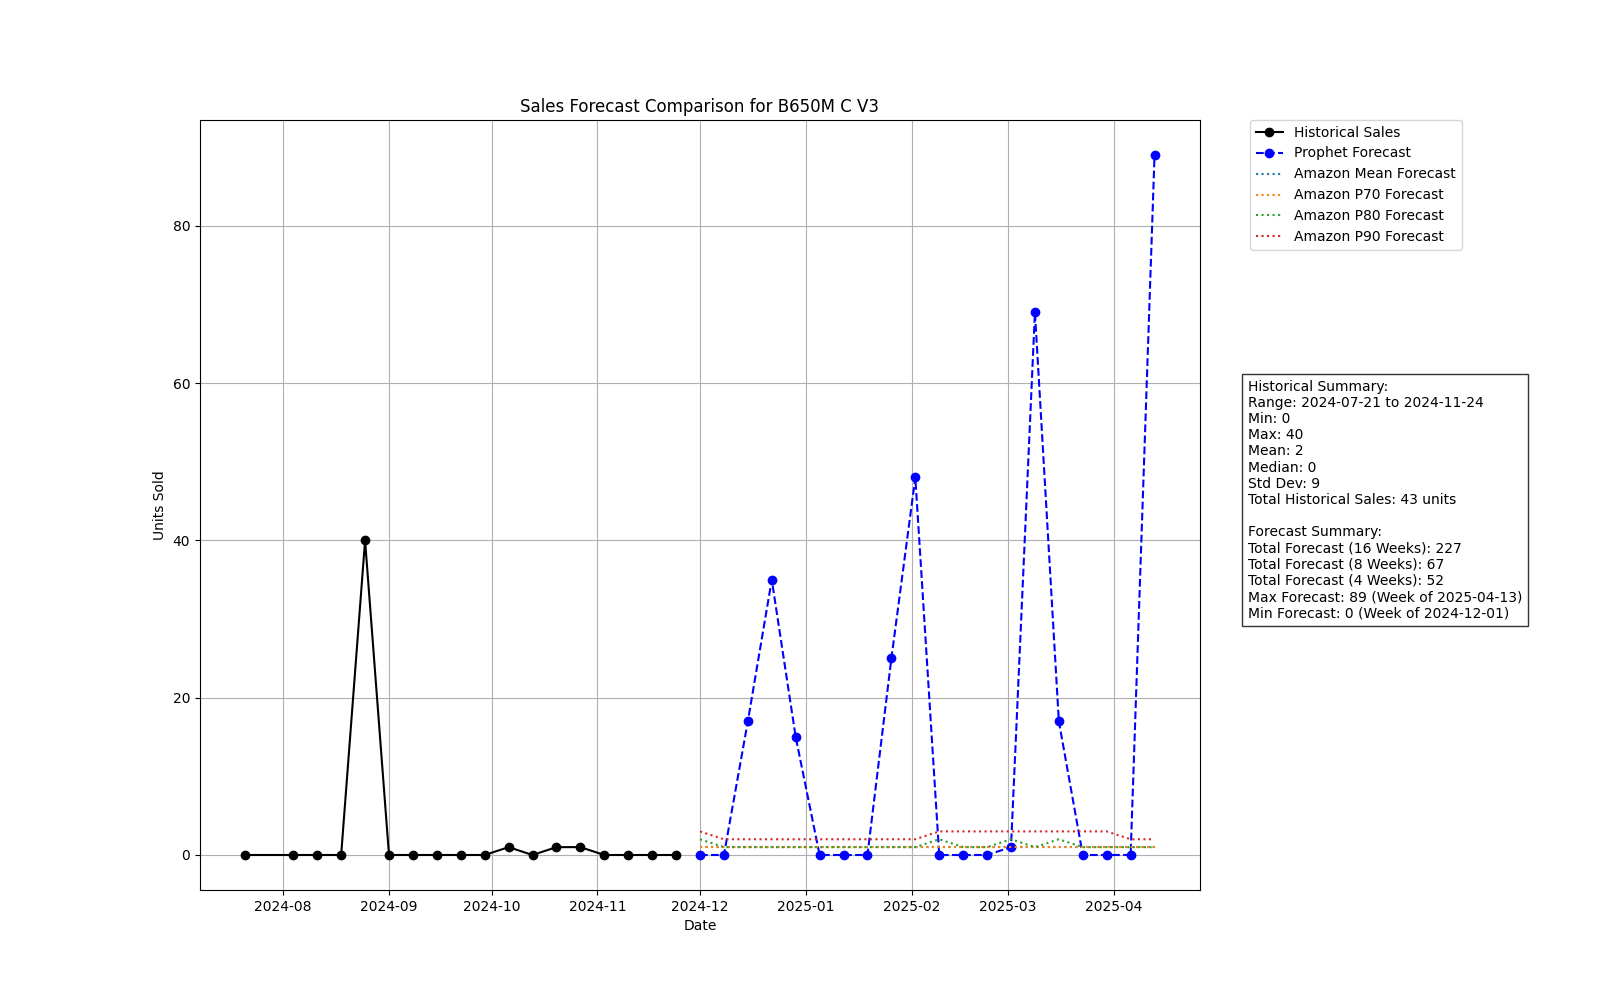 Sales Forecast Comparison for B650M C V3
Historical Sales
Prophet Forecast
Amazon Mean Forecast
Amazon P70 Forecast
Amazon P80 Forecast
Amazon P90 Forecast
80
60
40
20
0
Units Sold
2024-08
2024-09
2024-10
2024-11
2024-12
2025-01
2025-02
2025-03
2025-04
Date
Historical Summary:
Range: 2024-07-21 to 2024-11-24
Min: 0
Max: 40
Mean: 2
Median: 0
Std Dev: 9
Total Historical Sales: 43 units
Forecast Summary:
Total Forecast (16 Weeks): 227
Total Forecast (8 Weeks): 67
Total Forecast (4 Weeks): 52
Max Forecast: 89 (Week of 2025-04-13)
Min Forecast: 0 (Week of 2024-12-01)